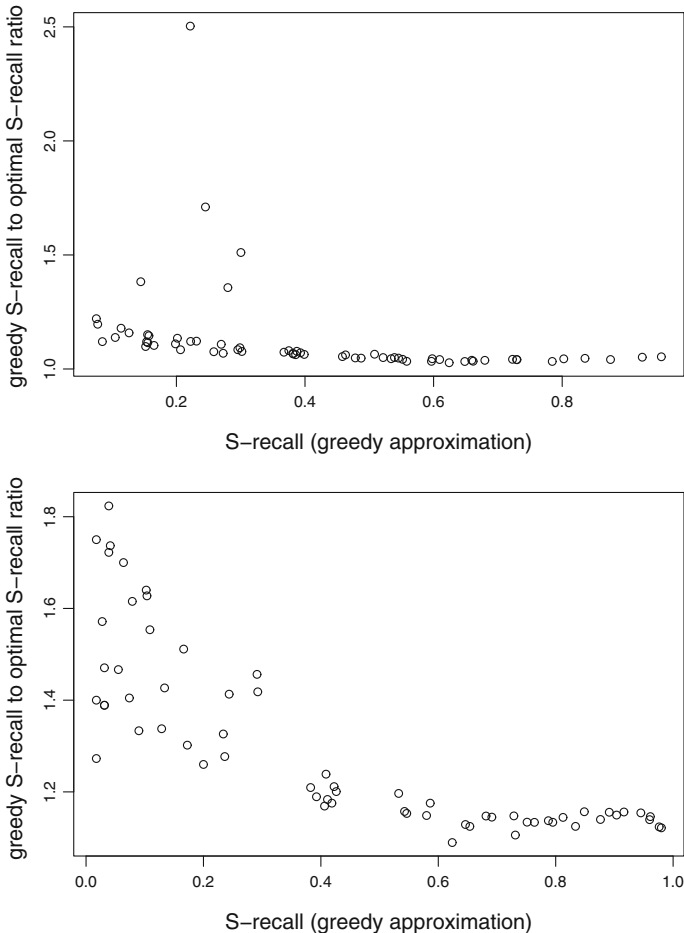 greedy S−recall to optimal S−recall ratio
2.5
2.0
1.5
1.0
0.2 0.4 0.6 0.8
S−recall (greedy approximation)
greedy S−recall to optimal S−recall ratio
1.8
1.6
1.4
1.2
0.0 0.2 0.4 0.6 0.8 1.0
S−recall (greedy approximation)